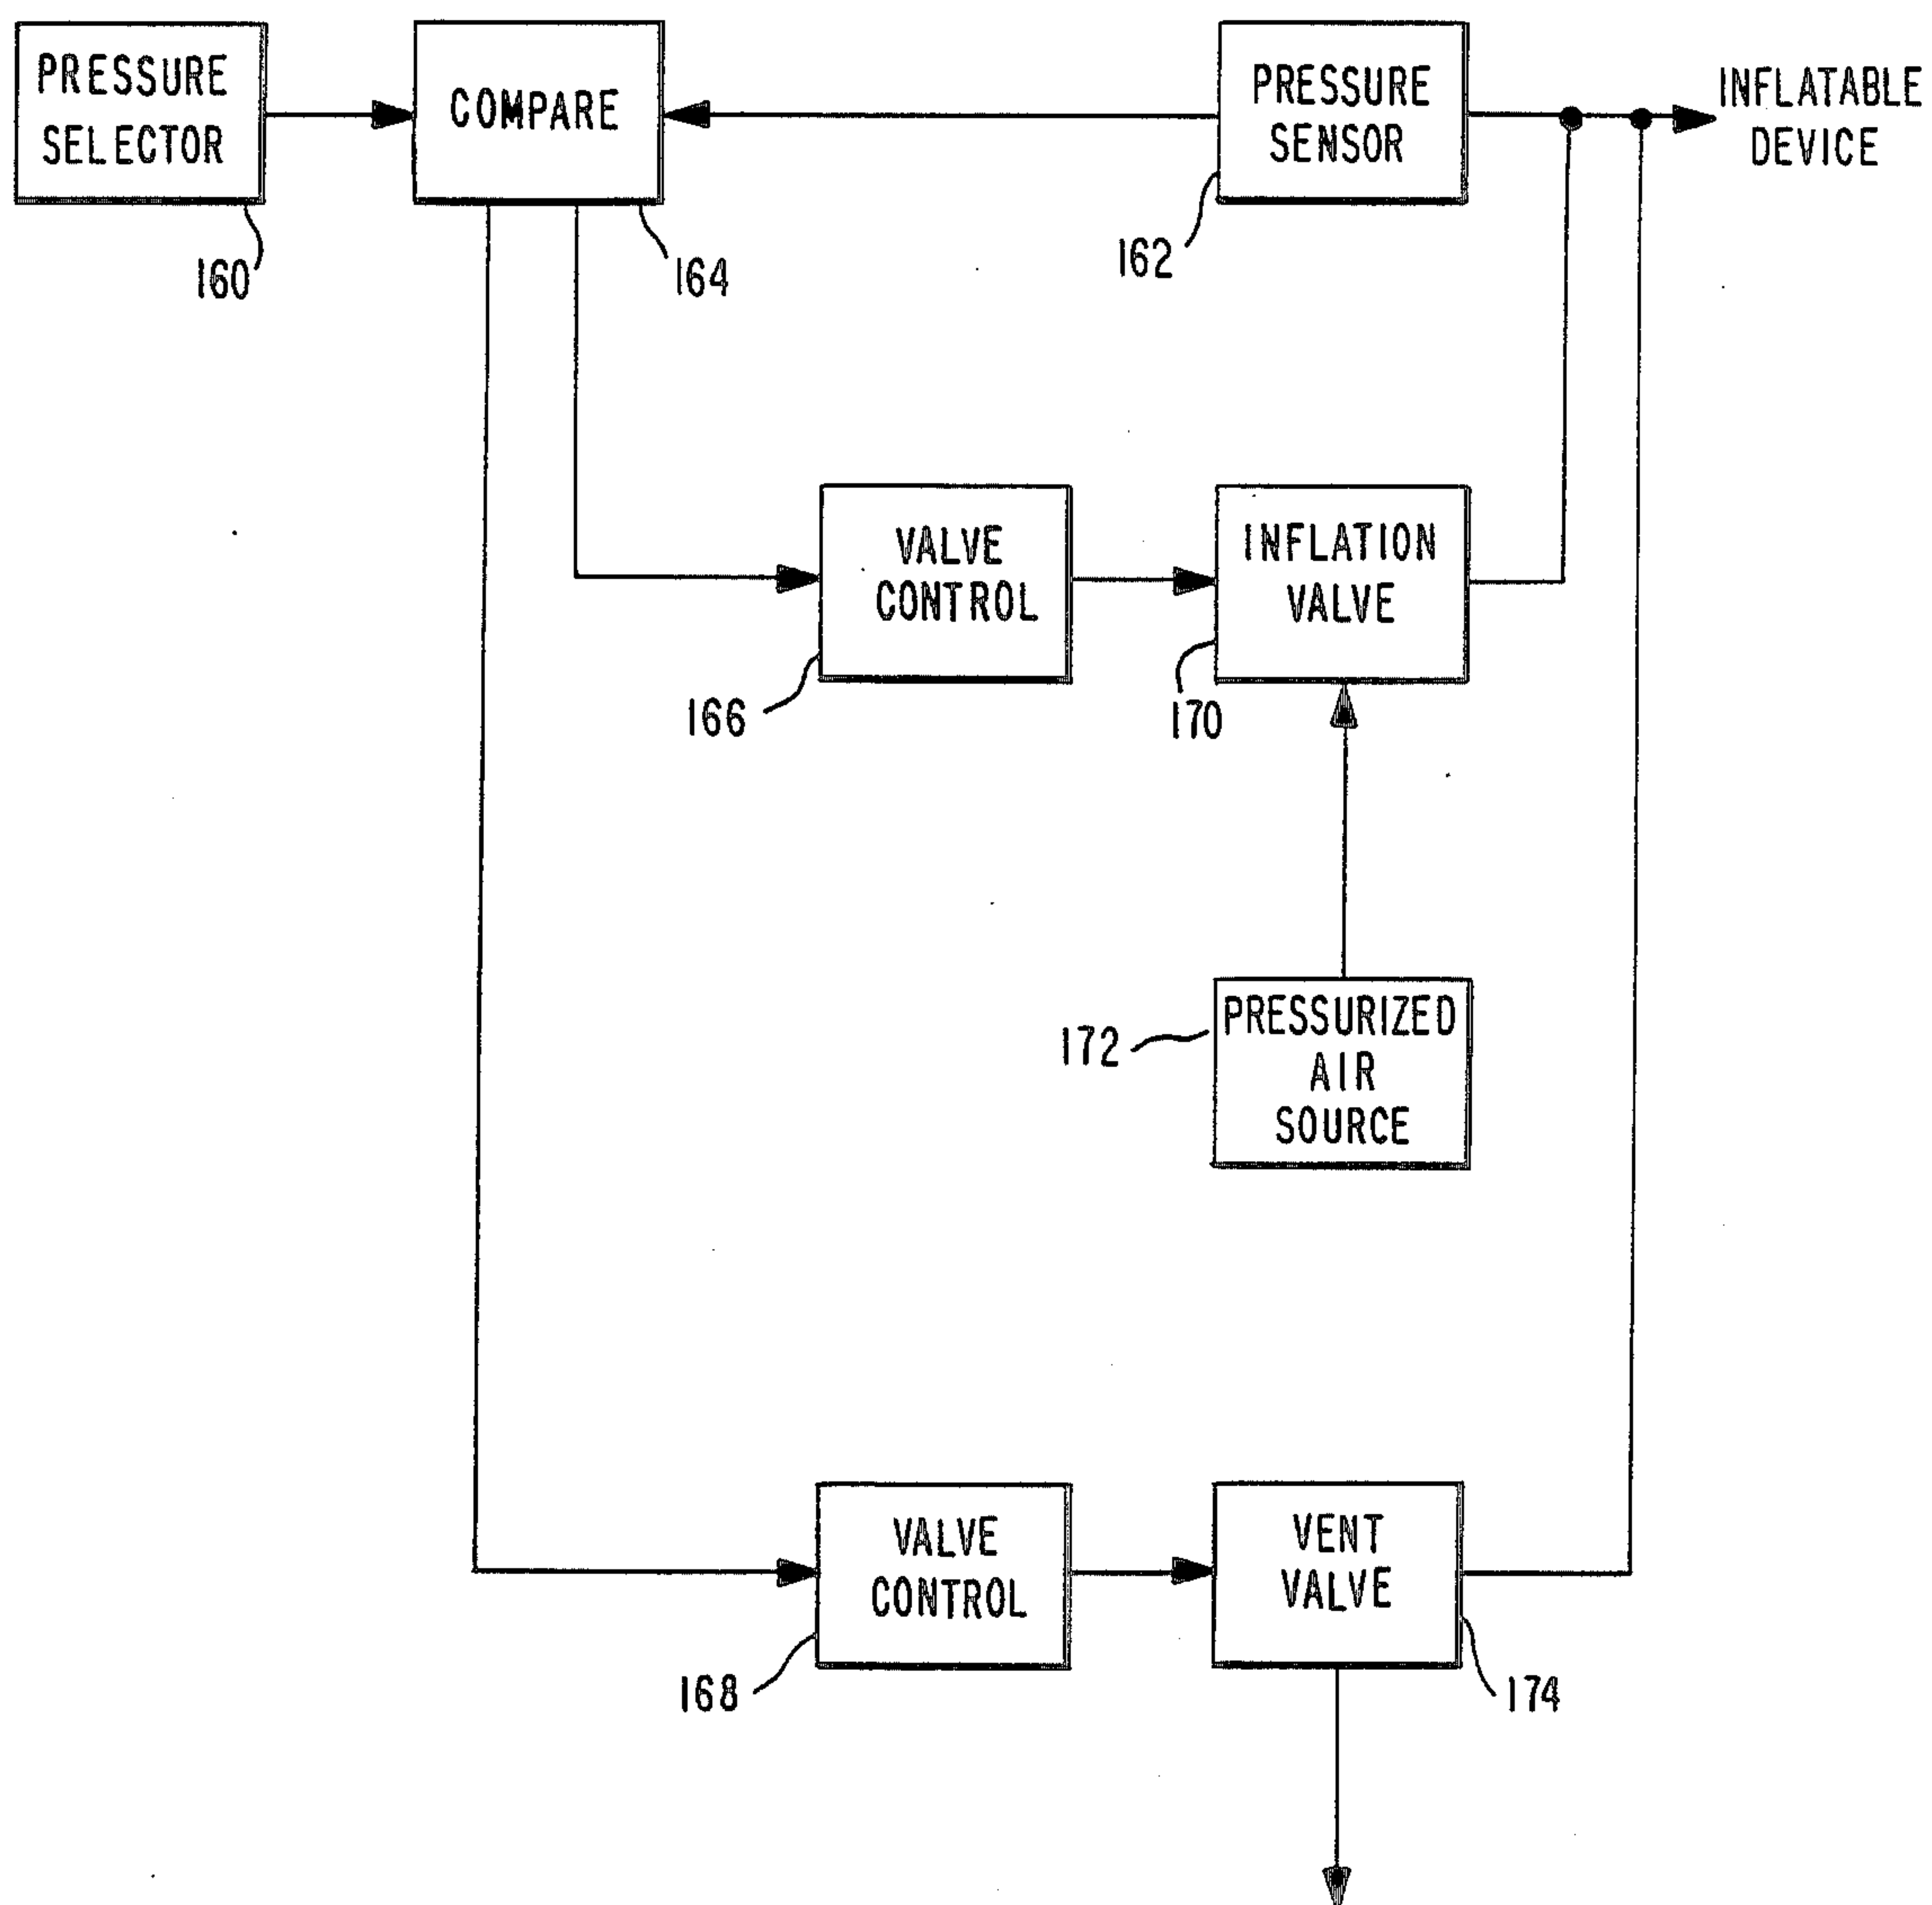 PRESSURE
SELECTOR
COMPARE
PRESSURE
SENSOR
INFLATABLE
DEVICE
160
164
162
VALVE
CONTROL
INFLATION
VALVE
166
170
PRESSURIZED
AIR
SOURCE
172
VALVE
CONTROL
VENT
VALVE
168
174